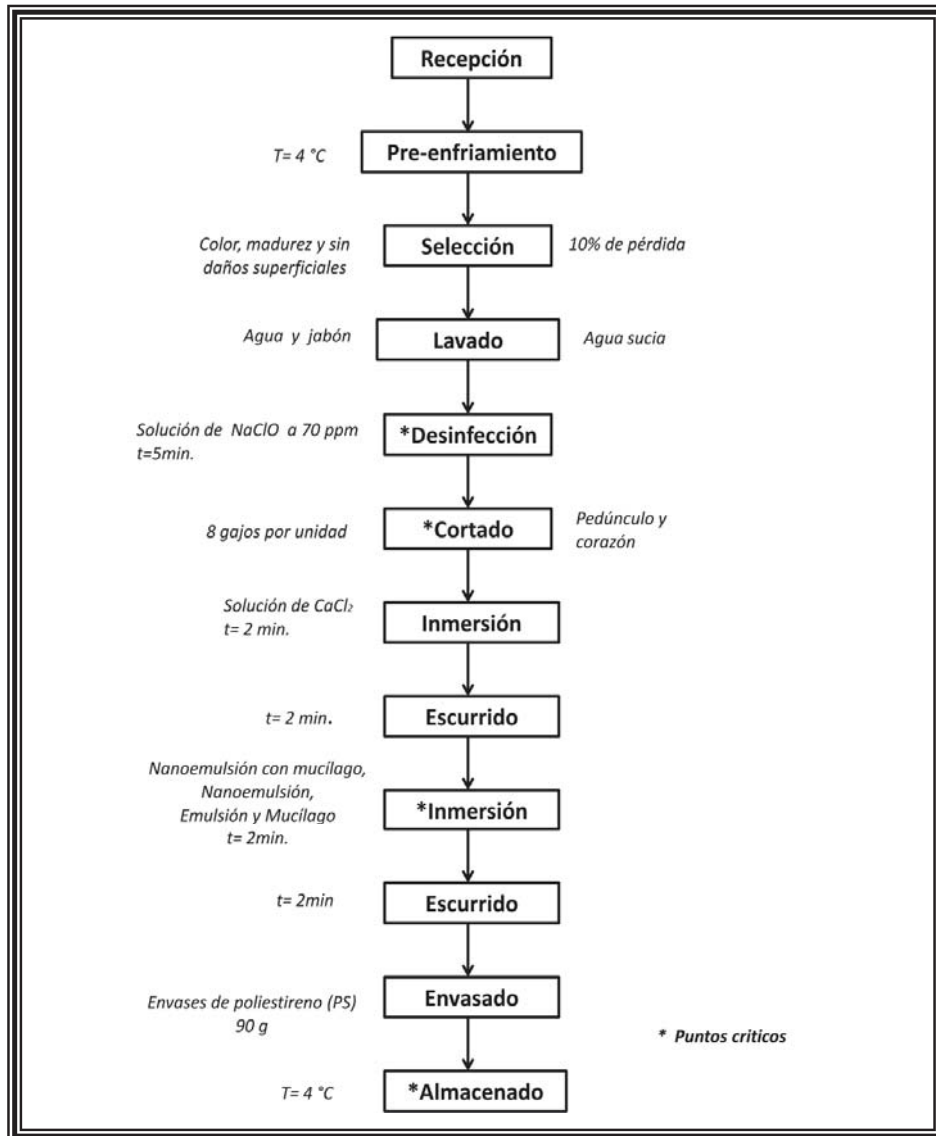 Recepción
T= 4 °C
Pre-enfriamiento
Color, madurez y sin
daños superficiales
Selección
10% de pérdida
Agua y jabón
Lavado
Agua sucia
Solución de NaClO a 70 ppm
t=5min.
*Desinfección
8 gajos por unidad
*Cortado
Pedúnculo y
corazón
Solución de CaCl₂
t= 2 min.
Inmersión
t= 2 min.
Escurrido
Nanoemulsión con mucílago,
Nanoemulsión,
Emulsión y Mucílago
t= 2min.
*Inmersión
t= 2min
Escurrido
Envases de poliestireno (PS)
90 g
Envasado
* Puntos criticos
T= 4 °C
*Almacenado